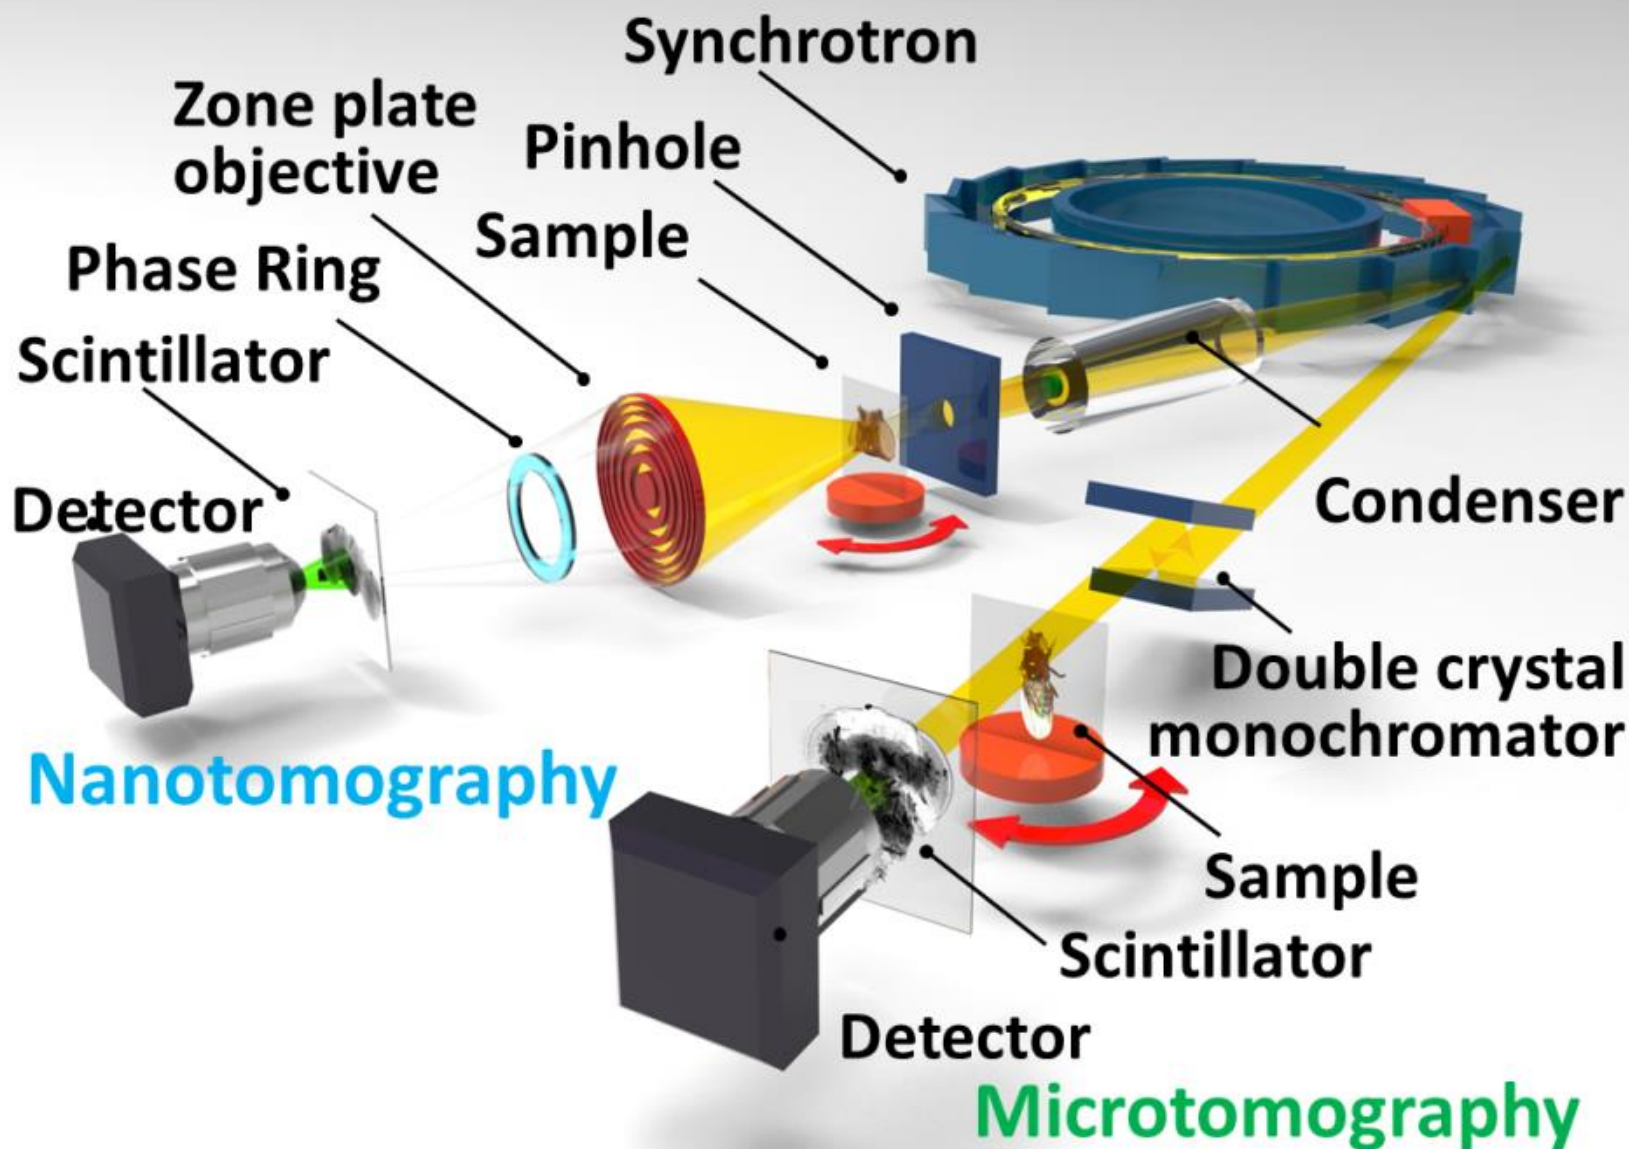 Synchrotron
Zone plate
objective
Pinhole
Sample
Phase Ring
Scintillator
Detector
Condenser
Double crystal
monochromator
Nanotomography
Sample
Scintillator
Detector
Microtomography